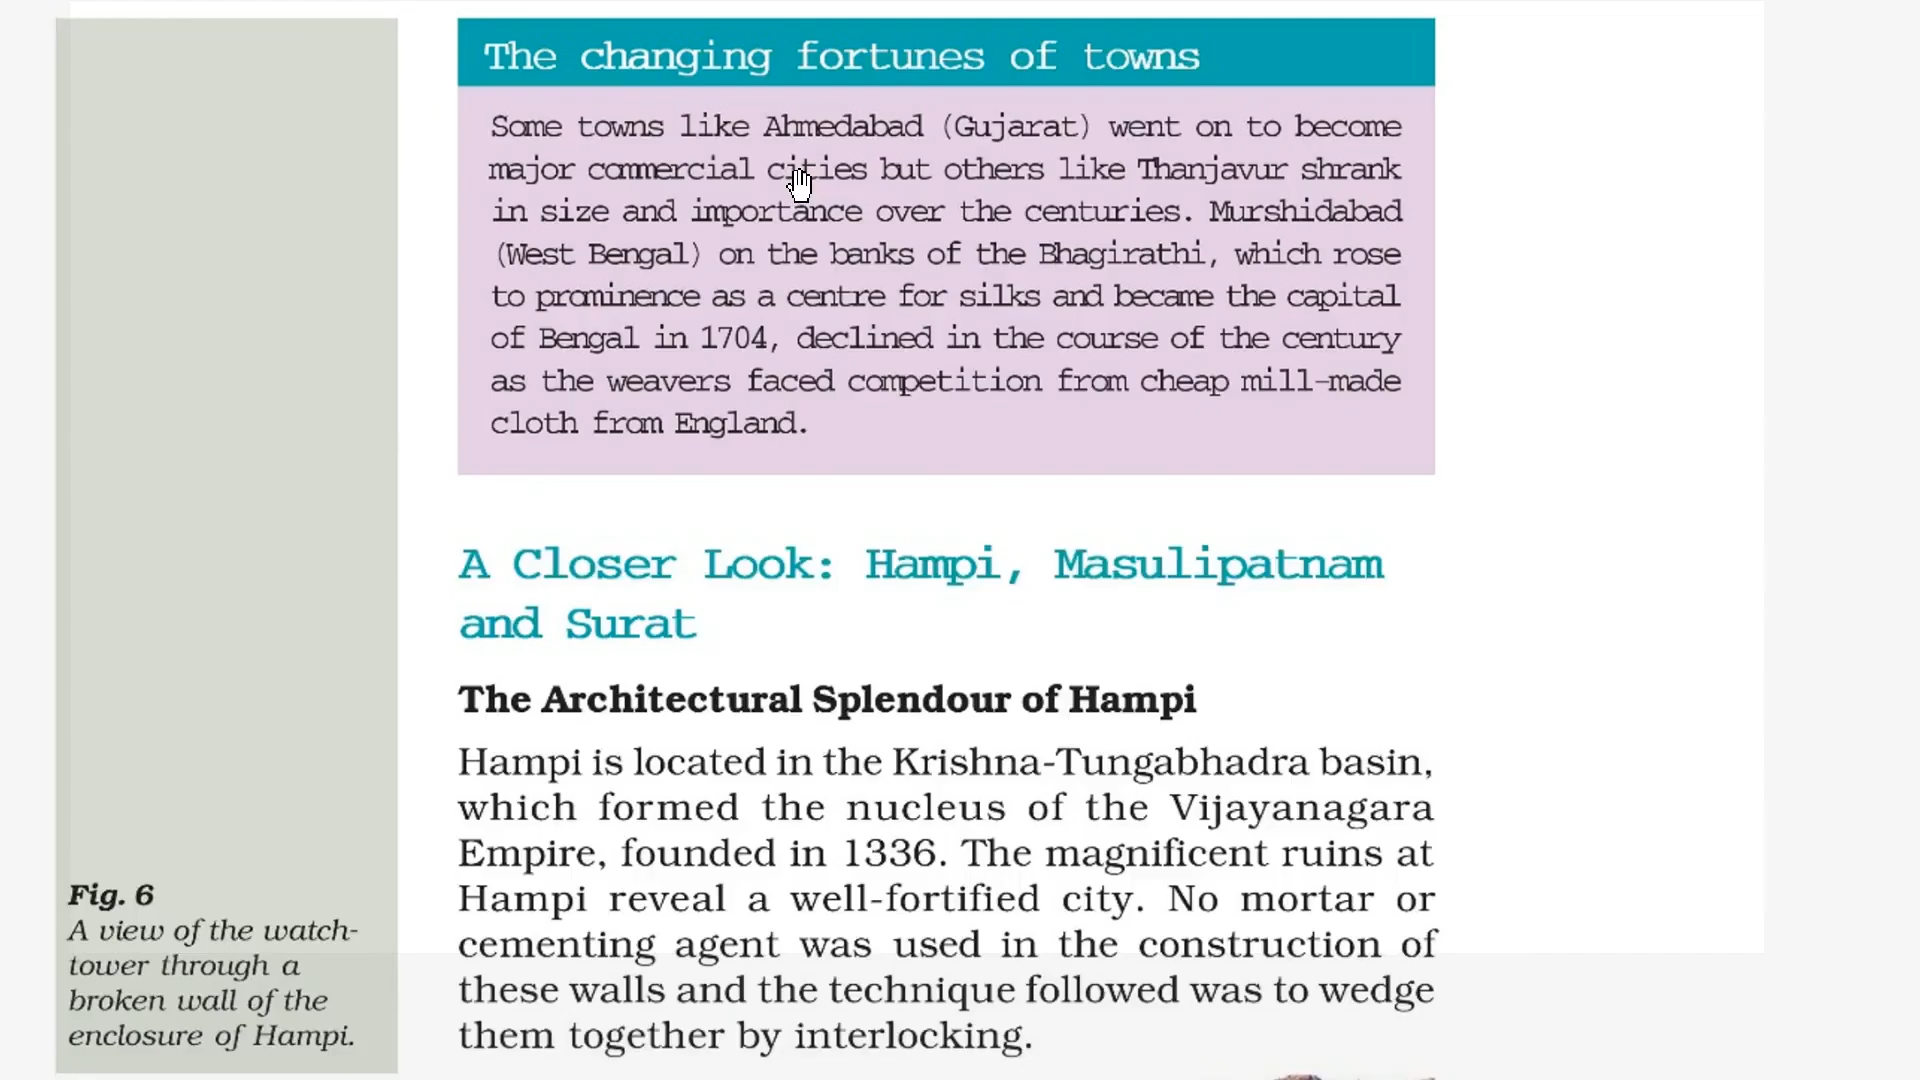 The changing fortunes of towns
Some towns like Ahmedabad (Gujarat) went on to become
major commercial cities but others like Thanjavur shrank
in size and importance over the centuries. Murshidabad
(West Bengal) on the banks of the Bhagirathi, which rose
to prominence as a centre for silks and became the capital
of Bengal in 1704, declined in the course of the century
as the weavers faced competition from cheap mill-made
cloth from England.
A Closer Look: Hampi, Masulipatnam
and Surat
The Architectural Splendour of Hampi
Hampi is located in the Krishna-Tungabhadra basin,
which formed the nucleus of the Vijayanagara
Empire, founded in 1336. The magnificent ruins at
Hampi reveal a well-fortified city. No mortar or
cementing agent was used in the construction of
these walls and the technique followed was to wedge
them together by interlocking.
Fig. 6
A view of the watch-
tower through a
broken wall of the
enclosure of Hampi.